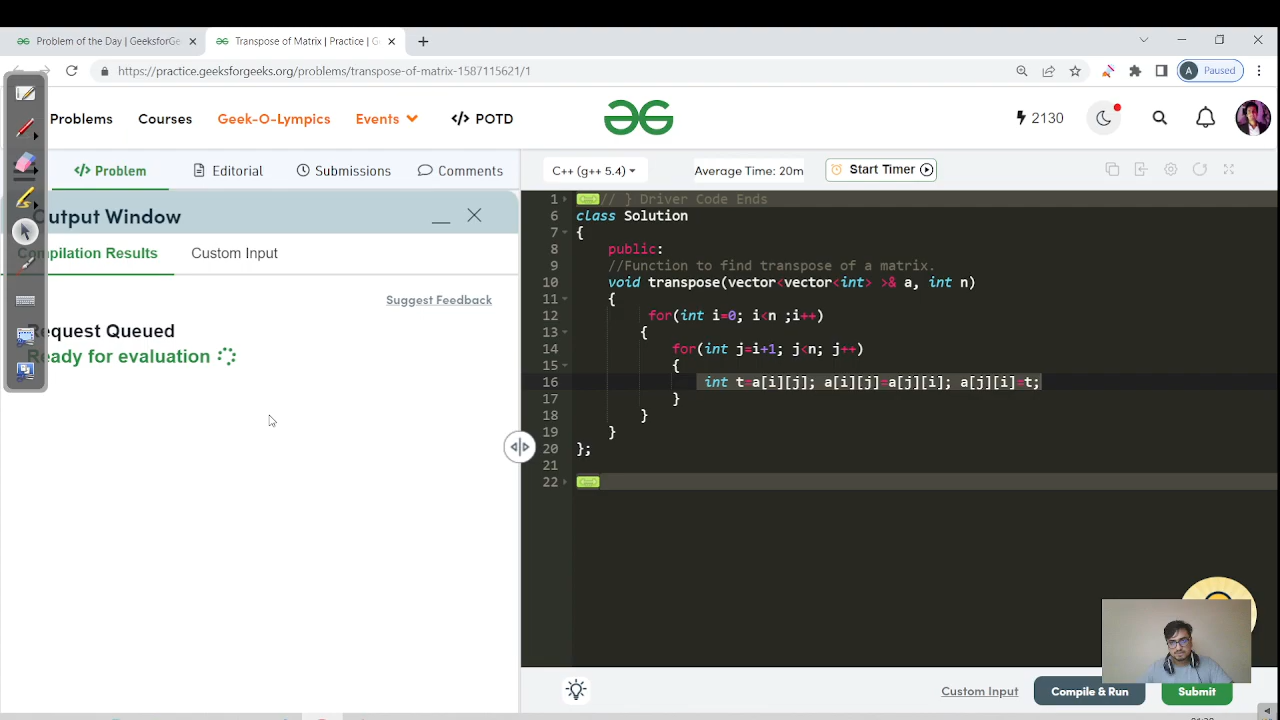 Problem of the Day | GeeksforGe
Transpose of Matrix | Practice | G
https://practice.geeksforgeeks.org/problems/transpose-of-matrix-1587115621/1
A Paused
Problems Courses Geek-O-Lympics Events </> POTD
2130
</> Problem Editorial Submissions Comments
C++ (g++ 5.4) Average Time: 20m Start Timer
Output Window
Compilation Results Custom Input
Suggest Feedback
Request Queued
Ready for evaluation
1 // } Driver Code Ends
6 class Solution
7 {
8 public:
9 //Function to find transpose of a matrix.
10 void transpose(vector<vector<int> >& a, int n)
11 {
12 for(int i=0; i<n ;i++)
13 {
14 for(int j=i+1; j<n; j++)
15 {
16 int t=a[i][j]; a[i][j]=a[j][i]; a[j][i]=t;
17 }
18 }
19 }
20 };
21
22
Custom Input Compile & Run Submit